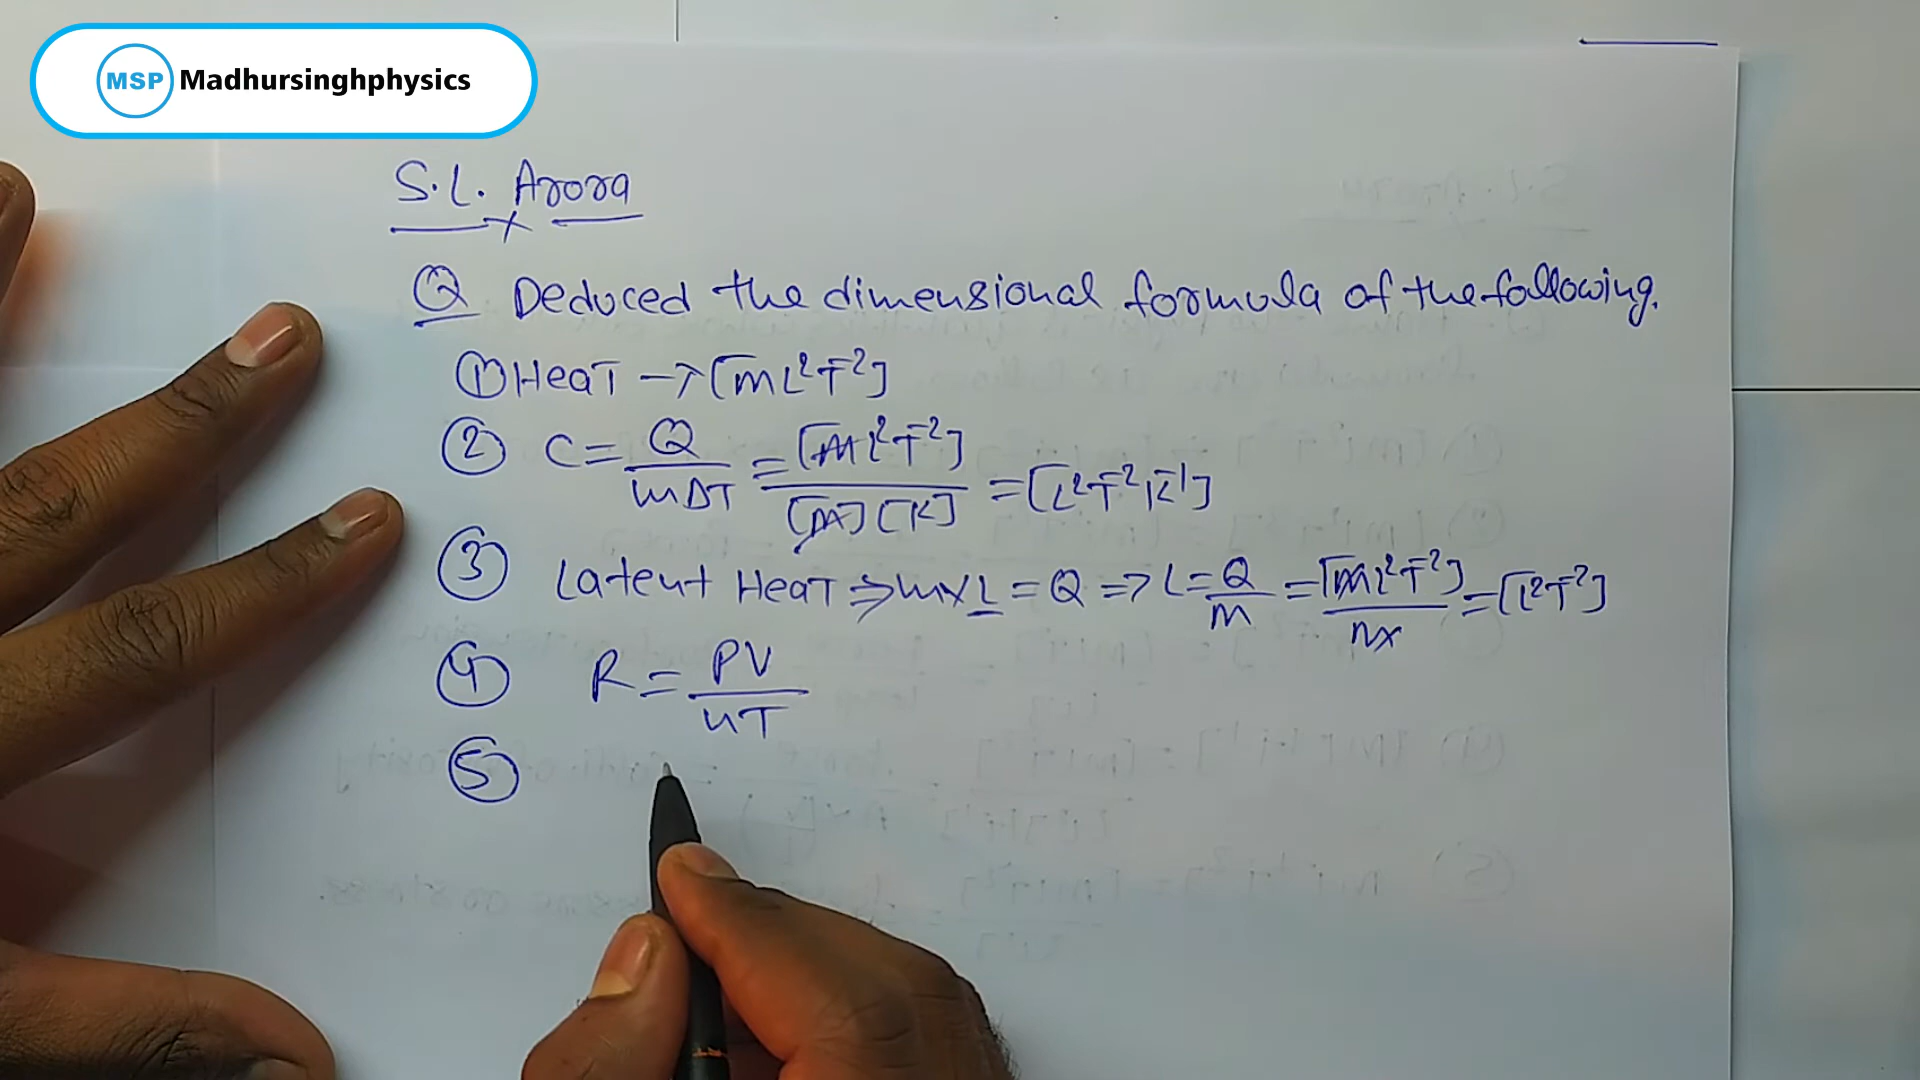 MSP Madhursinghphysics
S.L. Arora
Q Deduced the dimensional formula of the following.
① Heat → [ML²T⁻²]
② C = Q/mΔT = [ML²T⁻²]/[M][K] = [L²T⁻²K⁻¹]
③ Latent Heat ⇒ m×L = Q ⇒ L = Q/m = [ML²T⁻²]/M = [L²T⁻²]
④ R = PV/nT
⑤